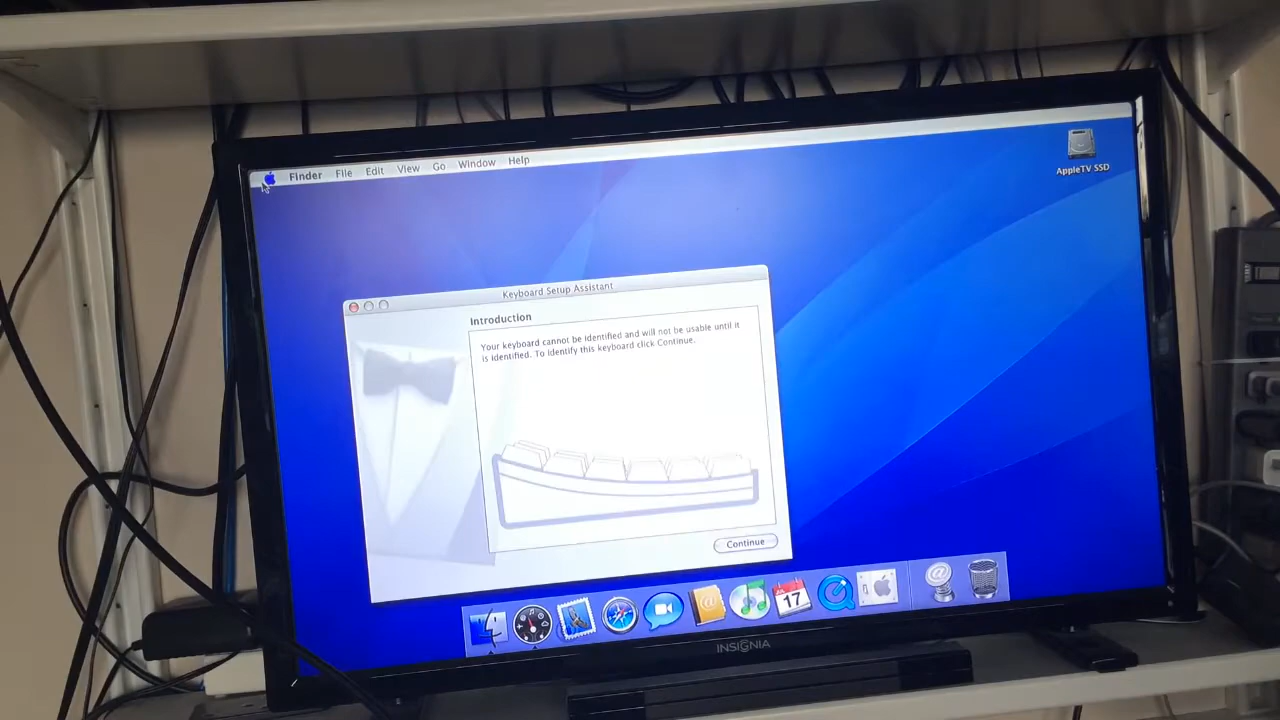 Finder File Edit View Go Window Help
AppleTV SSD
Keyboard Setup Assistant
Introduction
Your keyboard cannot be identified and will not be usable until it
is identified. To identify this keyboard click Continue.
Continue
17
INSIGNIA